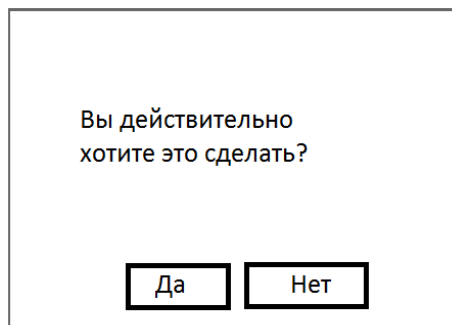 Вы действительно
хотите это сделать?
Да Нет